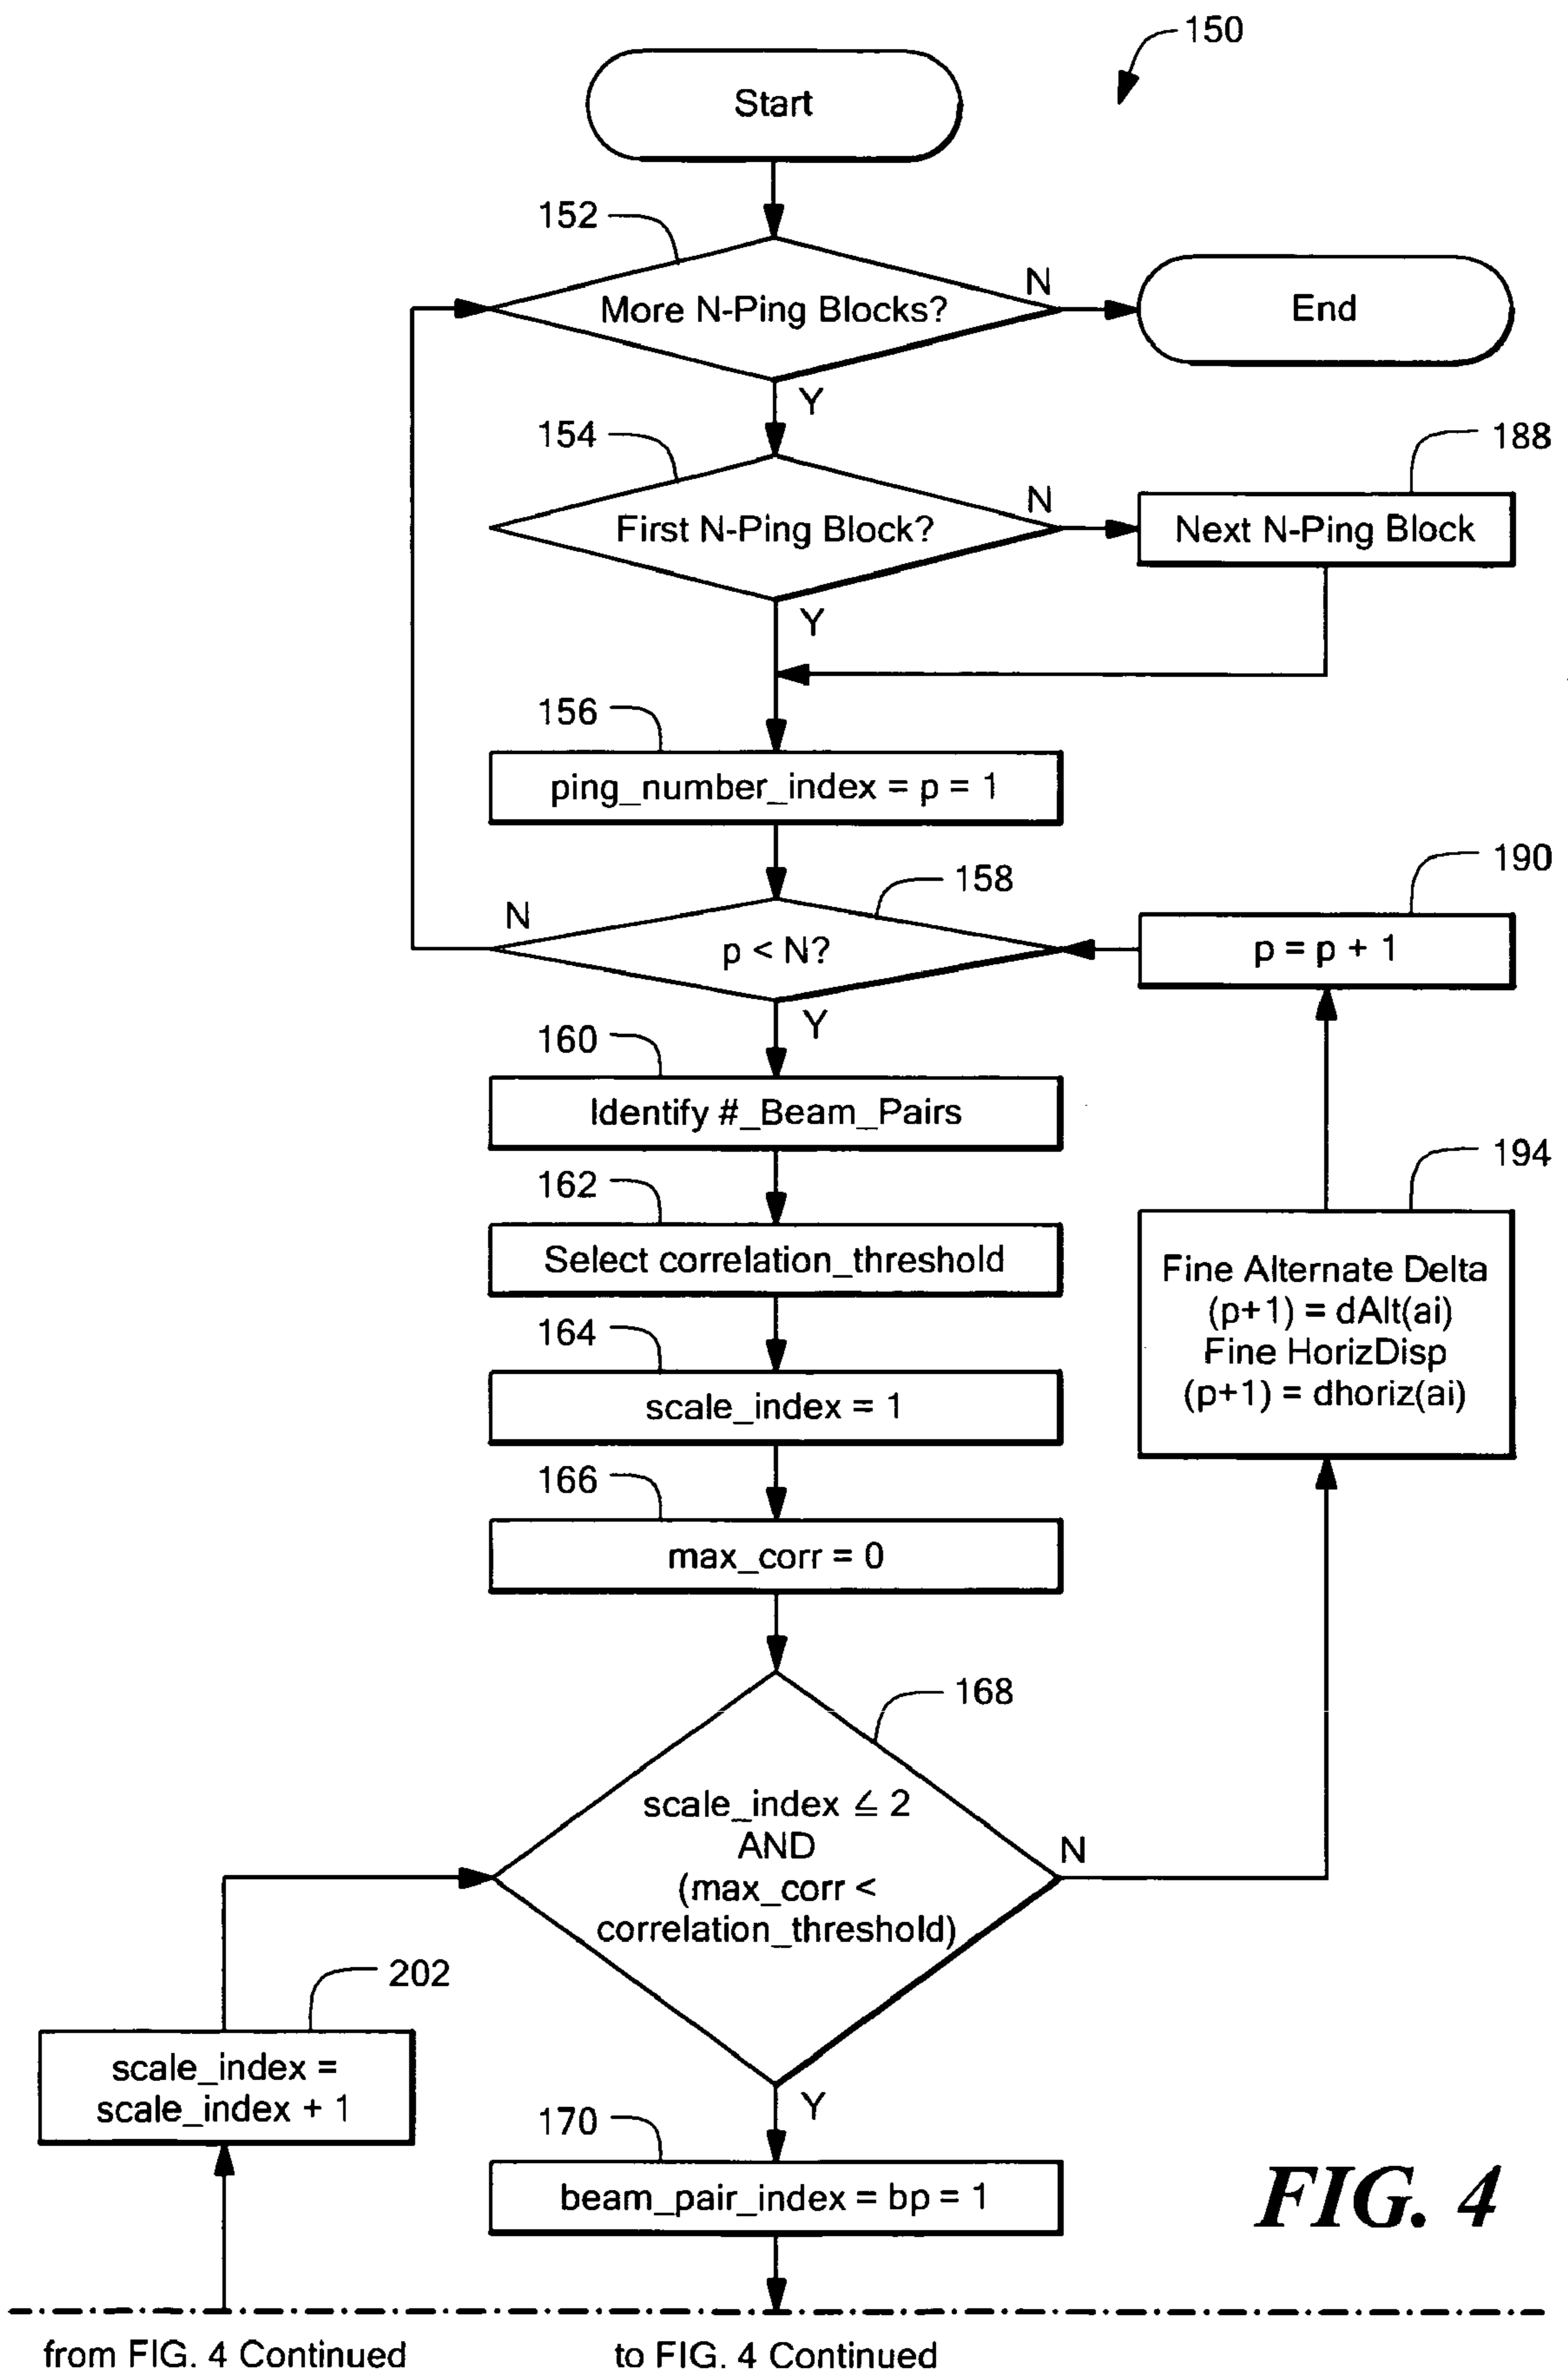 150
Start
152
More N-Ping Blocks?
N
End
Y
154
First N-Ping Block?
N
188
Next N-Ping Block
Y
156
ping_number_index = p = 1
158
N
p < N?
190
p = p + 1
Y
160
Identify #_Beam_Pairs
162
Select correlation_threshold
194
Fine Alternate Delta
(p+1) = dAlt(ai)
Fine HorizDisp
(p+1) = dhoriz(ai)
164
scale_index = 1
166
max_corr = 0
168
scale_index ≤ 2
AND
(max_corr <
correlation_threshold)
N
202
scale_index =
scale_index + 1
Y
170
beam_pair_index = bp = 1
FIG. 4
from FIG. 4 Continued
to FIG. 4 Continued